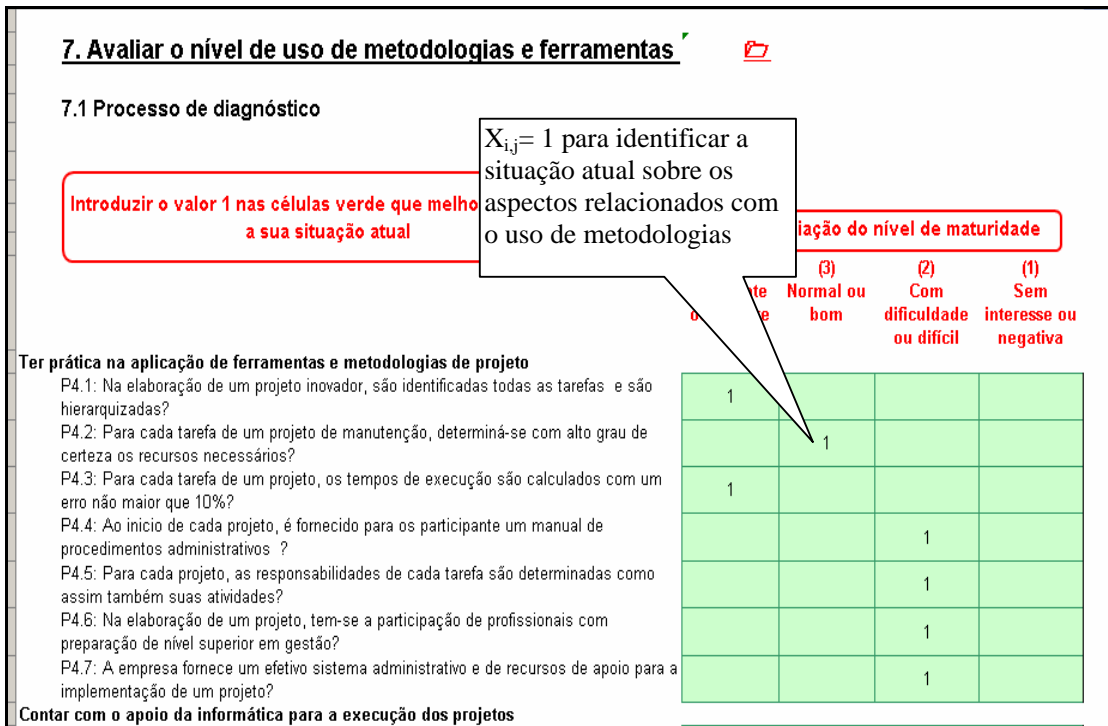 7. Avaliar o nível de uso de metodologias e ferramentas
7.1 Processo de diagnóstico
X i,j= 1 para identificar a
situação atual sobre os
aspectos relacionados com
o uso de metodologias
Introduzir o valor 1 nas células verde que
a sua situação atual
do nível de maturidade
(3)
Normal ou
bom
(2)
Com
dificuldade
ou difícil
(1)
Sem
interesse ou
negativa
Ter prática na aplicação de ferramentas e metodologias de projeto
P4.1: Na elaboração de um projeto inovador, são identificadas todas as tarefas e são
hierarquizadas?
1
P4.2: Para cada tarefa de um projeto de manutenção, determiná-se com alto grau de
certeza os recursos necessários?
1
P4.3: Para cada tarefa de um projeto, os tempos de execução são calculados com um
erro não maior que 10%?
1
P4.4: Ao inicio de cada projeto, é fornecido para os participante um manual de
procedimentos administrativos ?
1
P4.5: Para cada projeto, as responsabilidades de cada tarefa são determinadas como
assim também suas atividades?
1
P4.6: Na elaboração de um projeto, tem-se a participação de profissionais com
preparação de nível superior em gestão?
1
P4.7: A empresa fornece um efetivo sistema administrativo e de recursos de apoio para a
implementação de um projeto?
1
Contar com o apoio da informática para a execução dos projetos